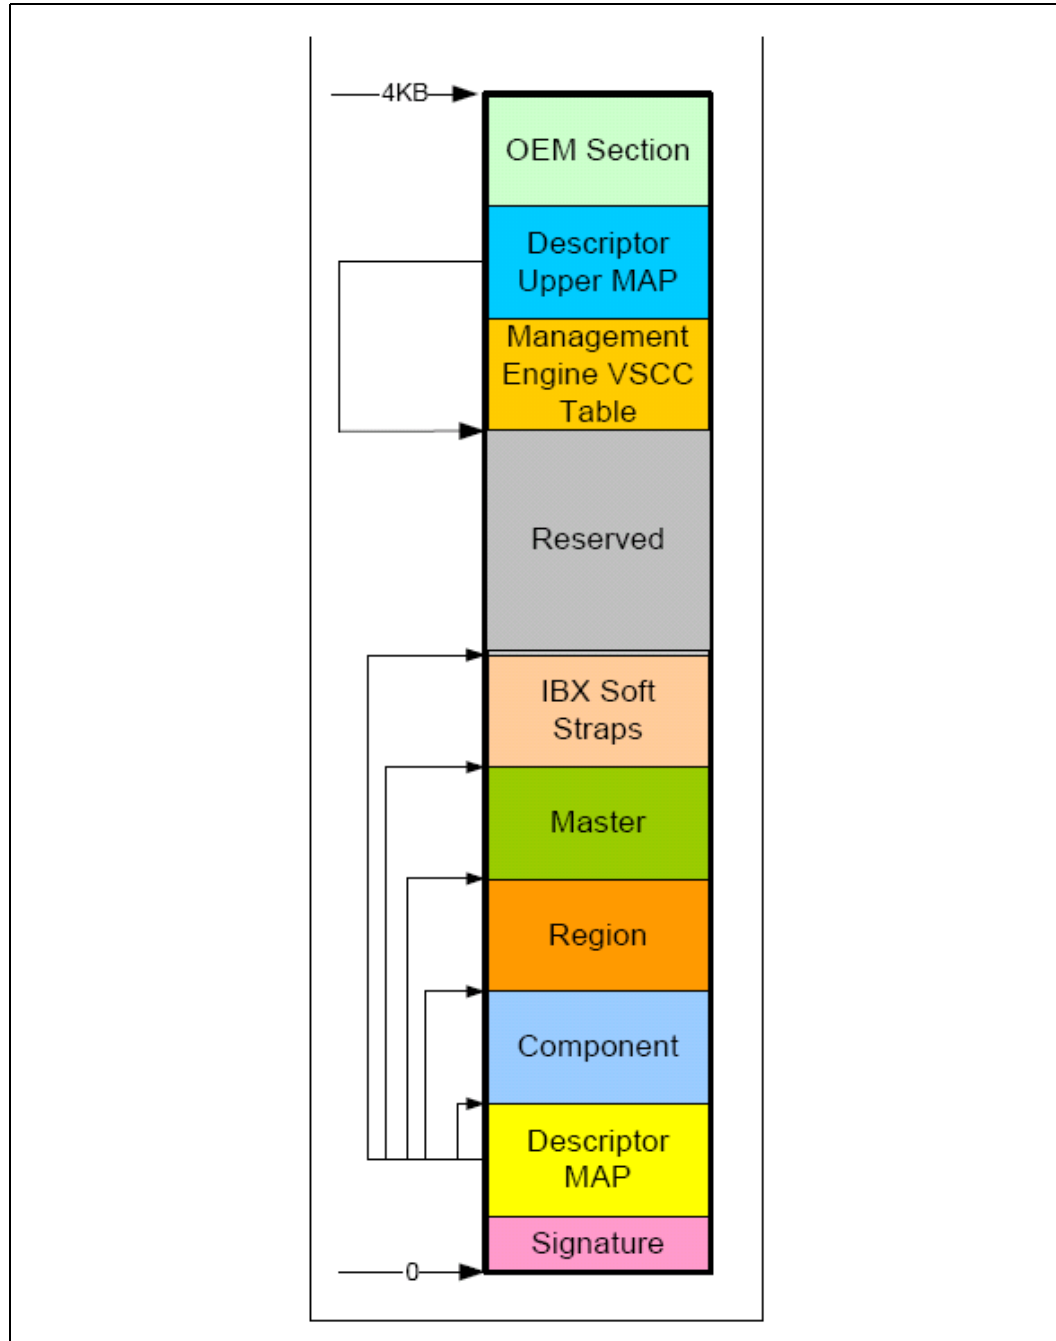 4KB
OEM Section
Descriptor
Upper MAP
Management
Engine VSCC
Table
Reserved
IBX Soft
Straps
Master
Region
Component
Descriptor
MAP
Signature
0